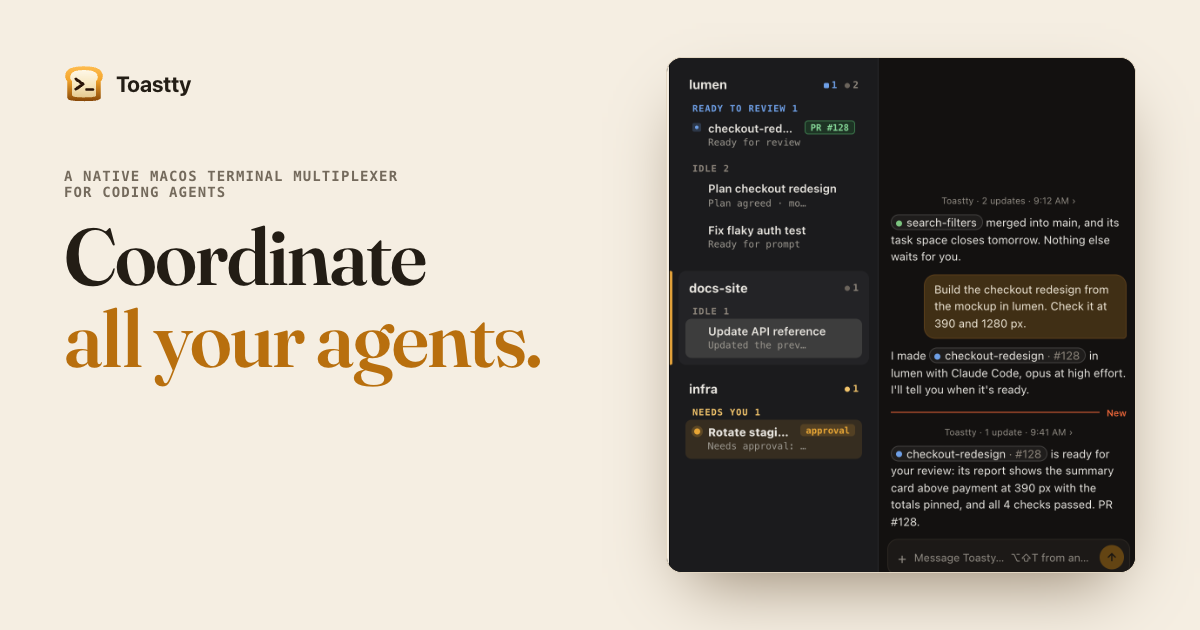 Toastty
A NATIVE MACOS TERMINAL MULTIPLEXER
FOR CODING AGENTS
Coordinate
all your agents.
lumen 1 2
READY TO REVIEW 1
checkout-red... PR #128
Ready for review
IDLE 2
Plan checkout redesign
Plan agreed · mo…
Fix flaky auth test
Ready for prompt
docs-site 1
IDLE 1
Update API reference
Updated the prev…
infra 1
NEEDS YOU 1
Rotate stagi... approval
Needs approval: …
Toastty · 2 updates · 9:12 AM ›
search-filters merged into main, and its
task space closes tomorrow. Nothing else
waits for you.
Build the checkout redesign from
the mockup in lumen. Check it at
390 and 1280 px.
I made checkout-redesign · #128 in
lumen with Claude Code, opus at high effort.
I'll tell you when it's ready.
New
Toastty · 1 update · 9:41 AM ›
checkout-redesign · #128 is ready for
your review: its report shows the summary
card above payment at 390 px with the
totals pinned, and all 4 checks passed. PR
#128.
+ Message Toasty... ⌥⇧T from an...